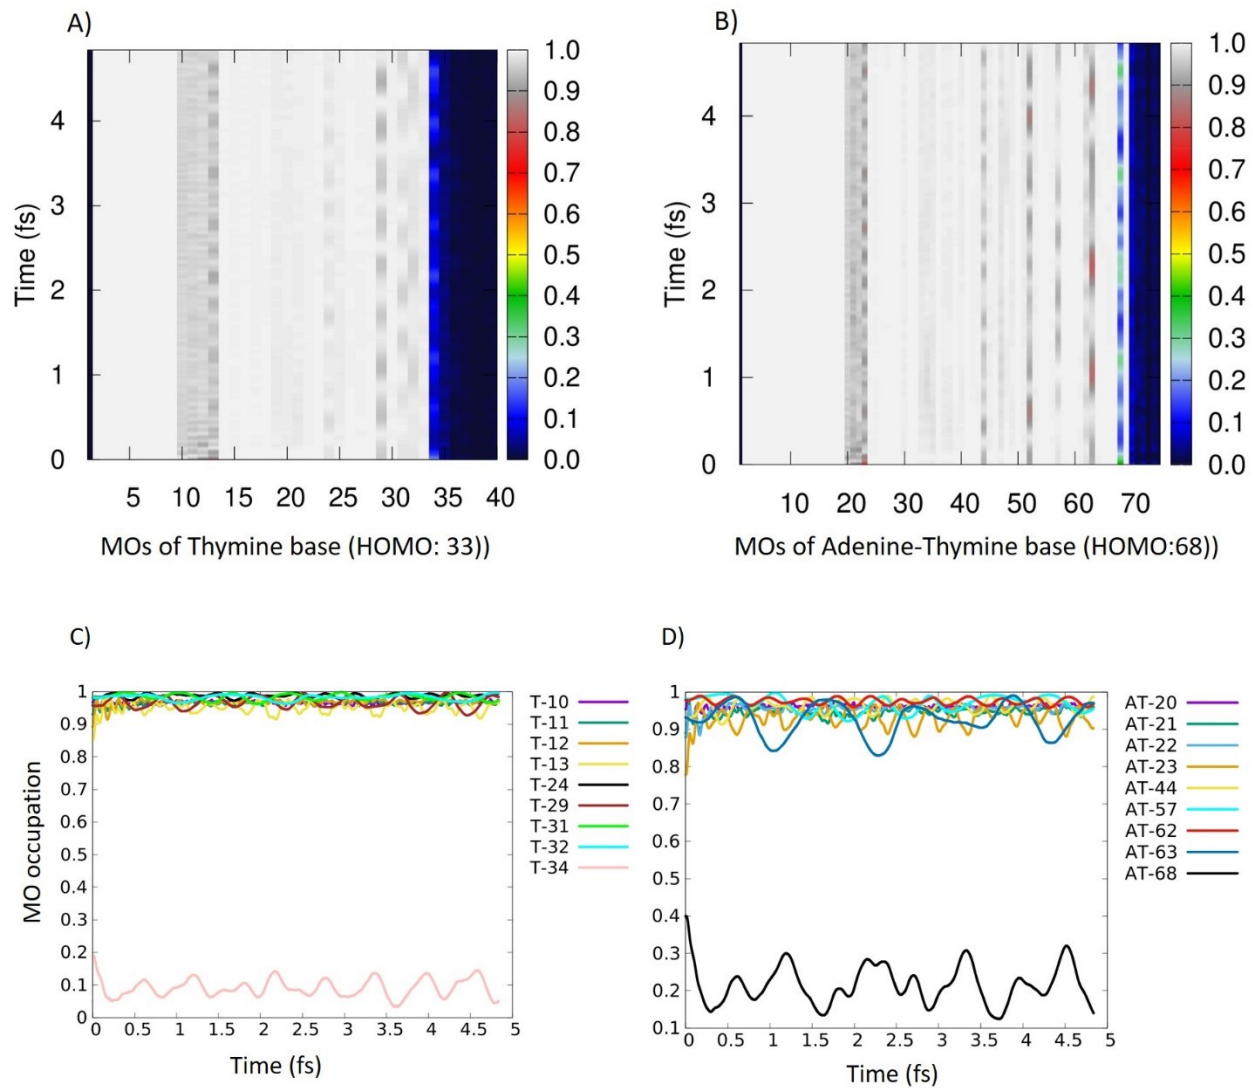 A)
B)
1.0
0.9
0.8
0.7
0.6
0.5
0.4
0.3
0.2
0.1
0.0
Time (fs)
4
3
2
1
0
5 10 15 20 25 30 35 40
MOs of Thymine base (HOMO: 33))
1.0
0.9
0.8
0.7
0.6
0.5
0.4
0.3
0.2
0.1
0.0
Time (fs)
4
3
2
1
0
10 20 30 40 50 60 70
MOs of Adenine-Thymine base (HOMO:68))
C)
D)
MO occupation
1
0.9
0.8
0.7
0.6
0.5
0.4
0.3
0.2
0.1
0
0 0.5 1 1.5 2 2.5 3 3.5 4 4.5 5
Time (fs)
T-10
T-11
T-12
T-13
T-24
T-29
T-31
T-32
T-34
1
0.9
0.8
0.7
0.6
0.5
0.4
0.3
0.2
0.1
0 0.5 1 1.5 2 2.5 3 3.5 4 4.5 5
Time (fs)
AT-20
AT-21
AT-22
AT-23
AT-44
AT-57
AT-62
AT-63
AT-68